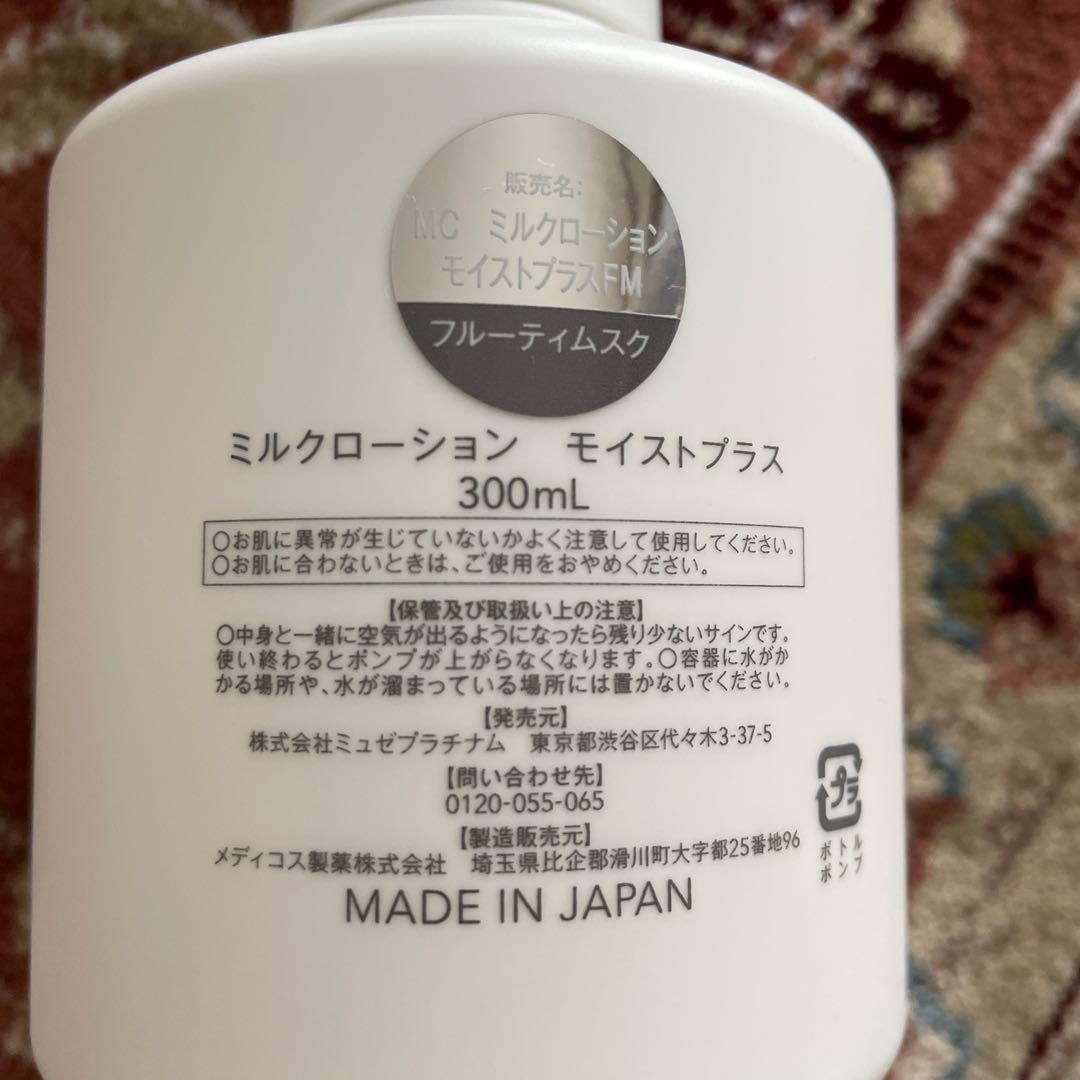 販売名:
MC ミルクローション
モイストプラスFM
フルーティムスク
ミルクローション モイストプラス
300mL
○お肌に異常が生じていないかよく注意して使用してください。
○お肌に合わないときは、ご使用をおやめください。
【保管及び取扱い上の注意】
○中身と一緒に空気が出るようになったら残り少ないサインです。
使い終わるとポンプが上がらなくなります。○容器に水がか
かる場所や、水が溜まっている場所には置かないでください。
【発売元】
株式会社ミュゼプラチナム 東京都渋谷区代々木3-37-5
【問い合わせ先】
0120-055-065
【製造販売元】
メディコス製薬株式会社 埼玉県比企郡滑川町大字都25番地96
MADE IN JAPAN
プラ
ボトル
ポンプ